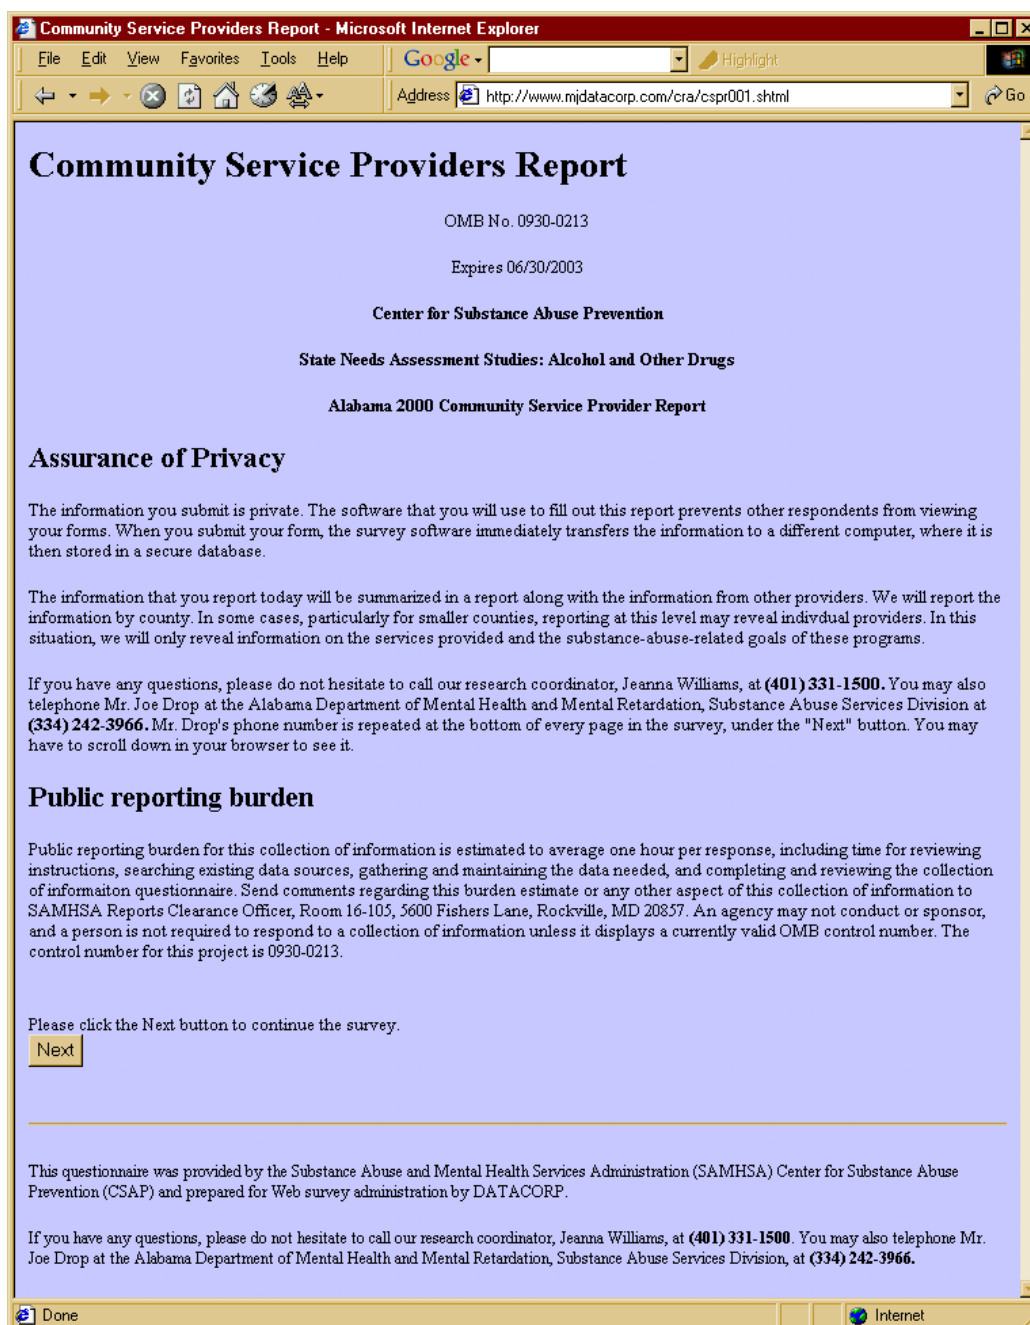 Community Service Providers Report - Microsoft Internet Explorer
File Edit View Favorites Tools Help Google Highlight
Address http://www.mjdatacorp.com/cra/cspr001.shtml Go
Community Service Providers Report
OMB No. 0930-0213
Expires 06/30/2003
Center for Substance Abuse Prevention
State Needs Assessment Studies: Alcohol and Other Drugs
Alabama 2000 Community Service Provider Report
Assurance of Privacy
The information you submit is private. The software that you will use to fill out this report prevents other respondents from viewing
your forms. When you submit your form, the survey software immediately transfers the information to a different computer, where it is
then stored in a secure database.
The information that you report today will be summarized in a report along with the information from other providers. We will report the
information by county. In some cases, particularly for smaller counties, reporting at this level may reveal indivdual providers. In this
situation, we will only reveal information on the services provided and the substance-abuse-related goals of these programs.
If you have any questions, please do not hesitate to call our research coordinator, Jeanna Williams, at (401) 331-1500. You may also
telephone Mr. Joe Drop at the Alabama Department of Mental Health and Mental Retardation, Substance Abuse Services Division at
(334) 242-3966. Mr. Drop's phone number is repeated at the bottom of every page in the survey, under the "Next" button. You may
have to scroll down in your browser to see it.
Public reporting burden
Public reporting burden for this collection of information is estimated to average one hour per response, including time for reviewing
instructions, searching existing data sources, gathering and maintaining the data needed, and completing and reviewing the collection
of informaiton questionnaire. Send comments regarding this burden estimate or any other aspect of this collection of information to
SAMHSA Reports Clearance Officer, Room 16-105, 5600 Fishers Lane, Rockville, MD 20857. An agency may not conduct or sponsor,
and a person is not required to respond to a collection of information unless it displays a currently valid OMB control number. The
control number for this project is 0930-0213.
Please click the Next button to continue the survey.
Next
This questionnaire was provided by the Substance Abuse and Mental Health Services Administration (SAMHSA) Center for Substance Abuse
Prevention (CSAP) and prepared for Web survey administration by DATACORP.
If you have any questions, please do not hesitate to call our research coordinator, Jeanna Williams, at (401) 331-1500. You may also telephone Mr.
Joe Drop at the Alabama Department of Mental Health and Mental Retardation, Substance Abuse Services Division, at (334) 242-3966.
Done Internet